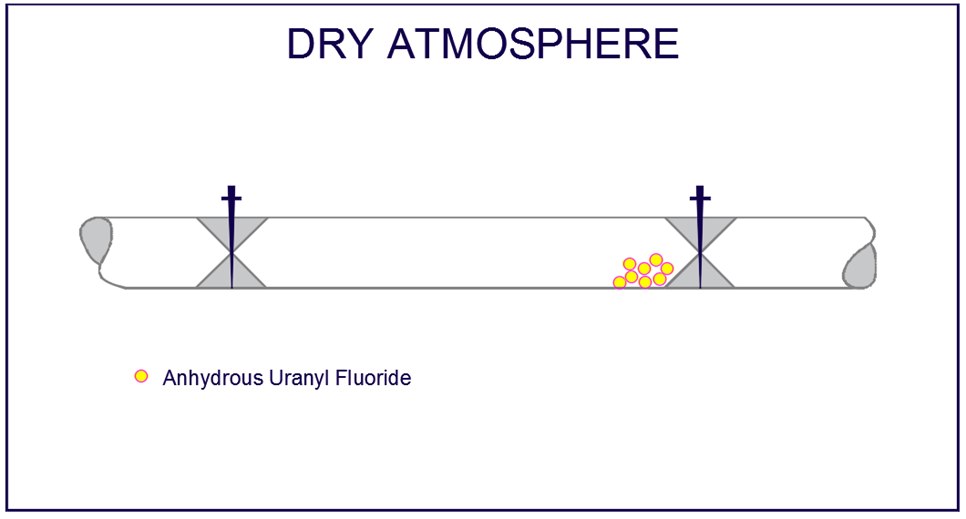 DRY ATMOSPHERE
Anhydrous Uranyl Fluoride